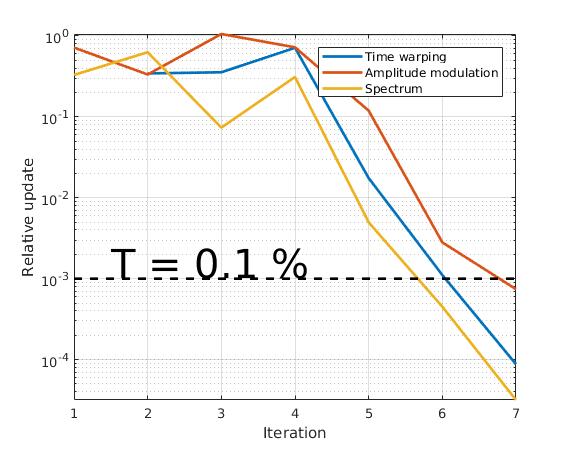 10^0
10^-1
10^-2
10^-3
10^-4
Relative update
Time warping
Amplitude modulation
Spectrum
T = 0.1 %
1 2 3 4 5 6 7
Iteration